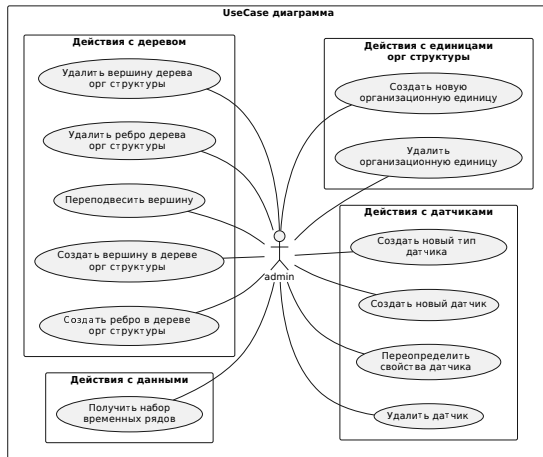 UseCase диаграмма
Действия с деревом
Удалить вершину дерева
орг структуры
Удалить ребро дерева
орг структуры
Переподвесить вершину
Создать вершину в дереве
орг структуры
Создать ребро в дереве
орг структуры
Действия с данными
Получить набор
временных рядов
admin
Действия с единицами
орг структуры
Создать новую
организационную единицу
Удалить
организационную единицу
Действия с датчиками
Создать новый тип
датчика
Создать новый датчик
Переопределить
свойства датчика
Удалить датчик